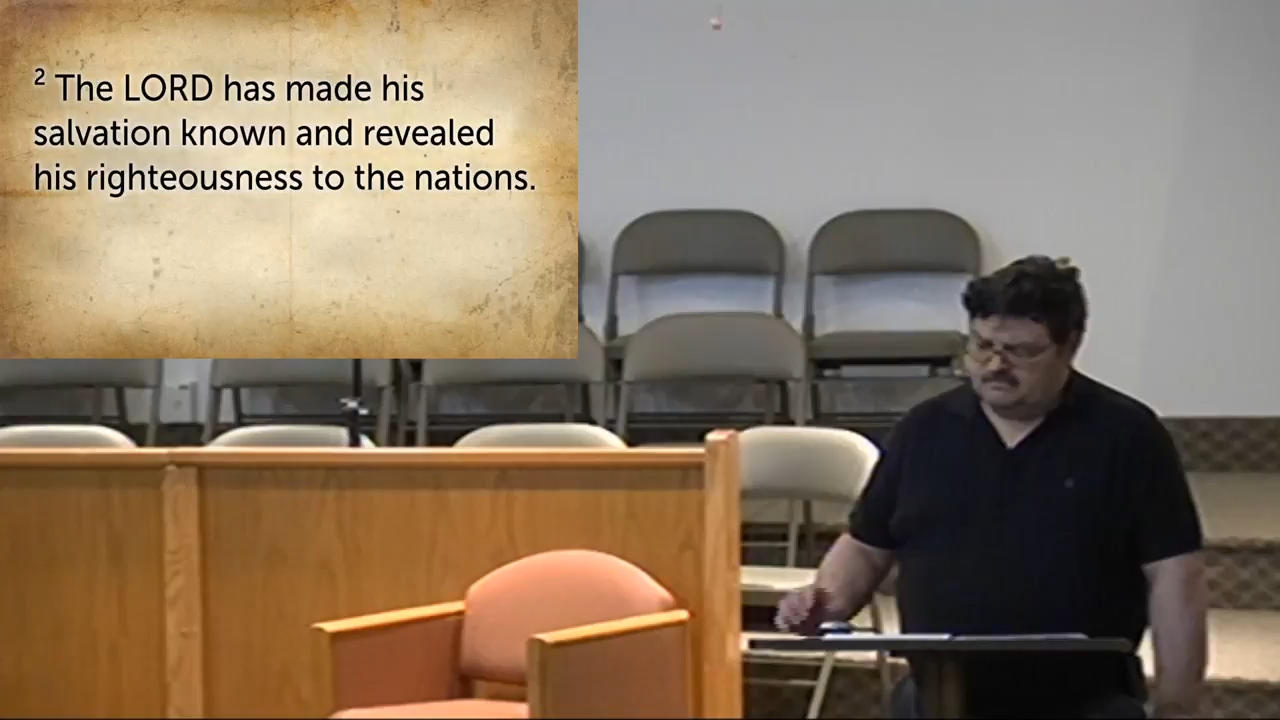 2 The LORD has made his
salvation known and revealed
his righteousness to the nations.